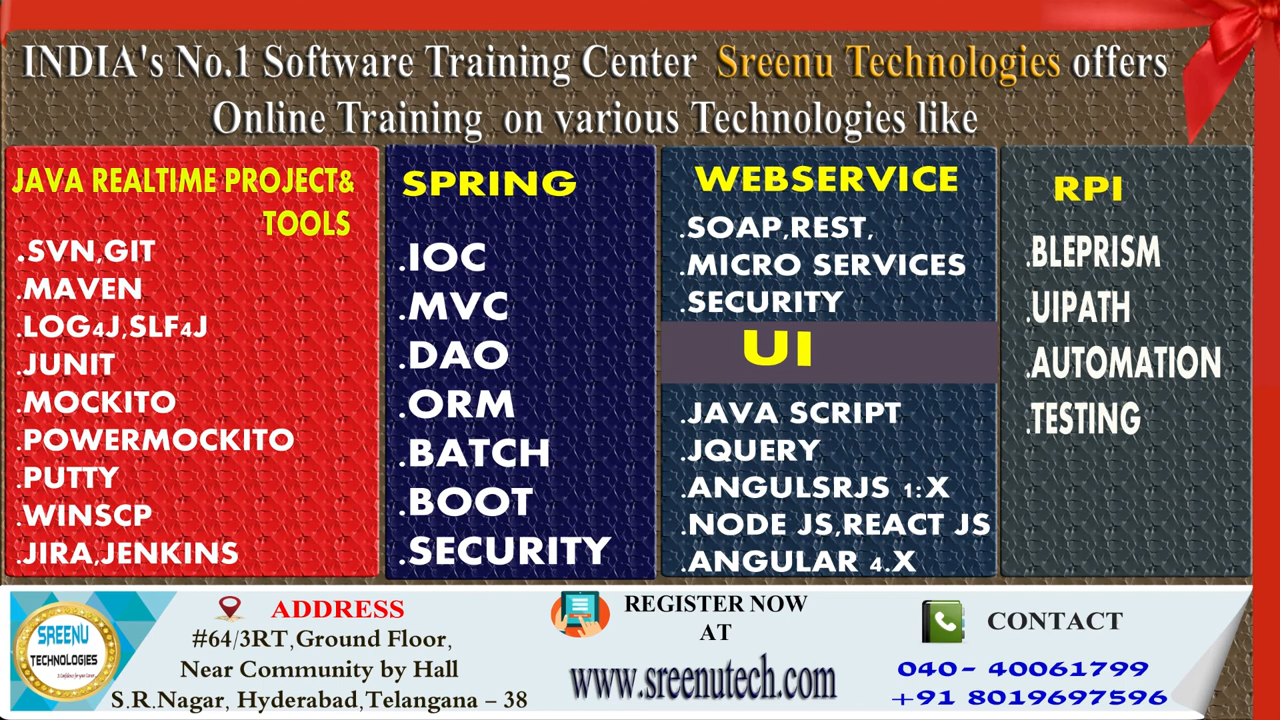 INDIA's No.1 Software Training Center Sreenu Technologies offers
Online Training on various Technologies like
JAVA REALTIME PROJECT&
TOOLS
.SVN,GIT
.MAVEN
.LOG4J,SLF4J
.JUNIT
.MOCKITO
.POWERMOCKITO
.PUTTY
.WINSCP
.JIRA,JENKINS
SPRING
.IOC
.MVC
.DAO
.ORM
.BATCH
.BOOT
.SECURITY
WEBSERVICE
.SOAP,REST,
.MICRO SERVICES
.SECURITY
UI
.JAVA SCRIPT
.JQUERY
.ANGULSRJS 1:X
.NODE JS,REACT JS
.ANGULAR 4.X
RPI
.BLEPRISM
.UIPATH
.AUTOMATION
.TESTING
SREENU
TECHNOLOGIES
ADDRESS
#64/3RT,Ground Floor,
Near Community by Hall
S.R.Nagar, Hyderabad,Telangana – 38
REGISTER NOW
AT
www.sreenutech.com
CONTACT
040- 40061799
+91 8019697596